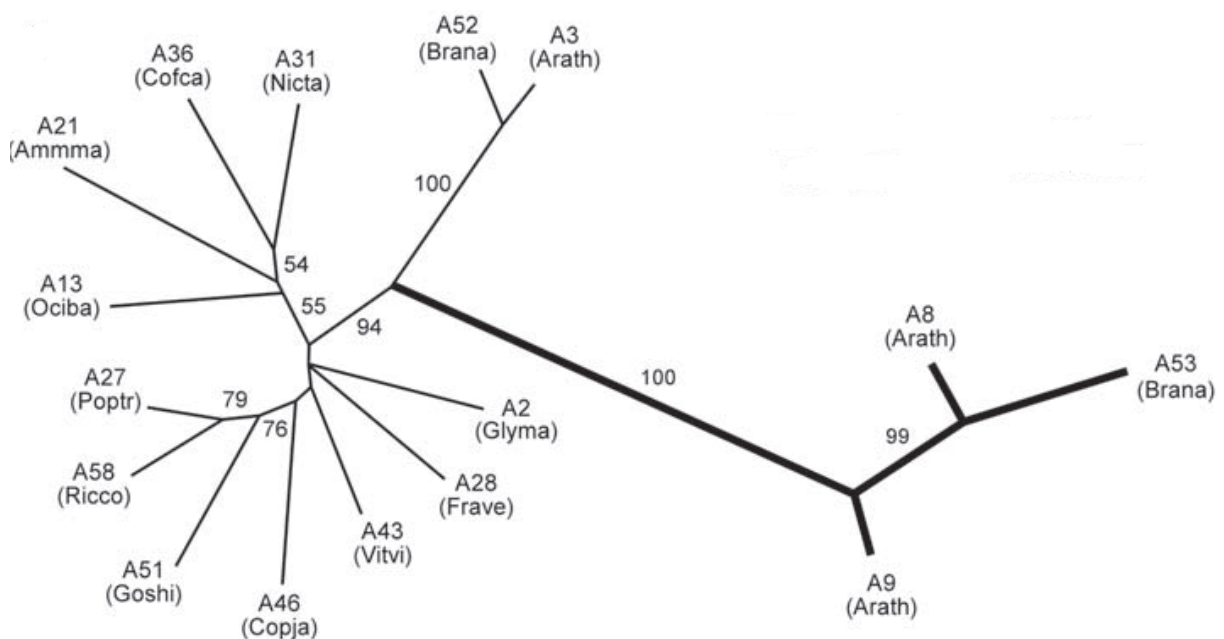 A52
(Brana)
A3
(Arath)
A36
(Cofca)
A31
(Nicta)
A21
(Ammma)
100
54
A13
(Ociba)
55
94
A8
(Arath)
A53
(Brana)
100
A27
(Poptr)
79
76
A2
(Glyma)
99
A58
(Ricco)
A28
(Frave)
A43
(Vitvi)
A51
(Goshi)
A46
(Copja)
A9
(Arath)